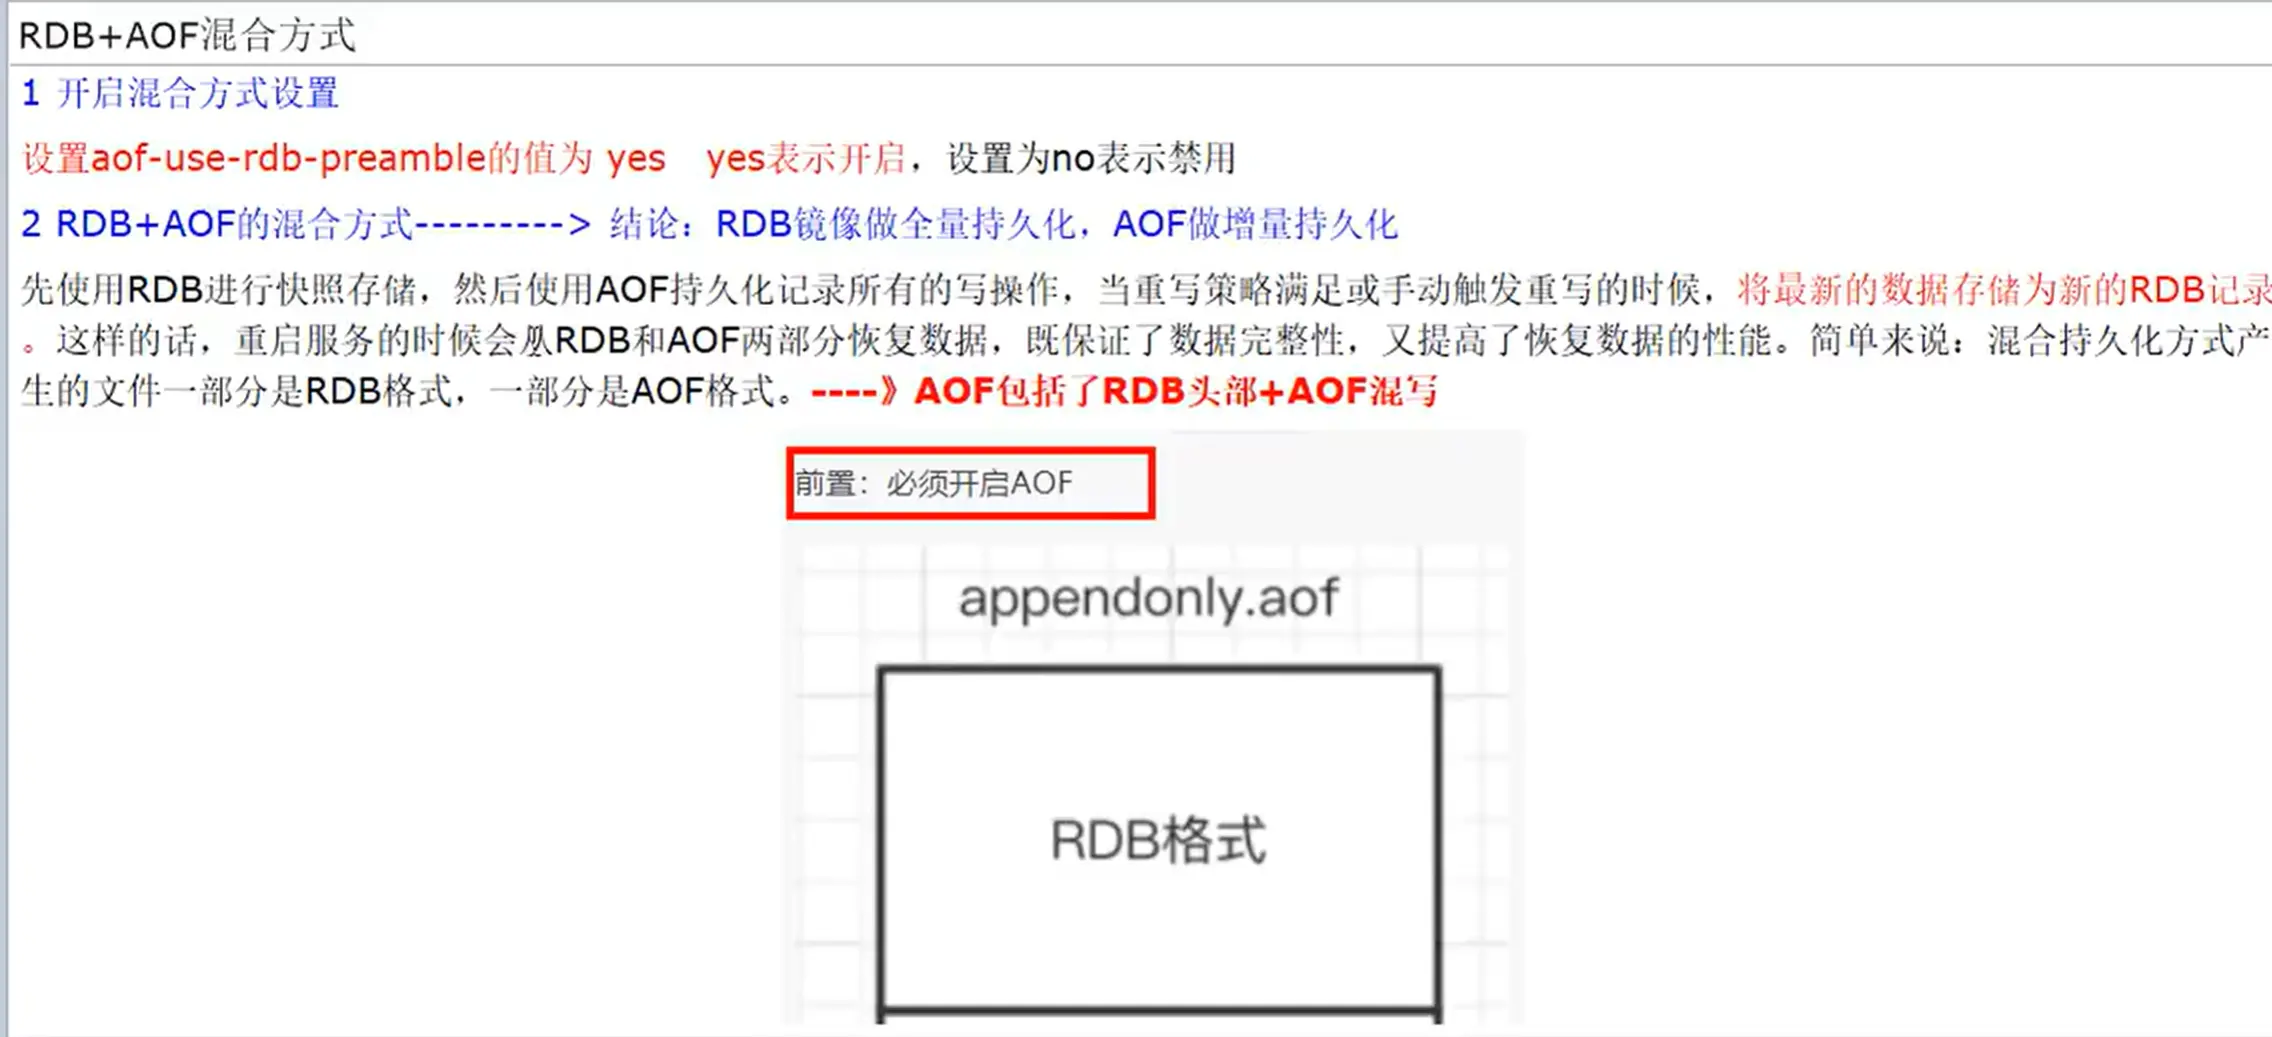 RDB+AOF混合方式
1 开启混合方式设置
设置aof-use-rdb-preamble的值为 yes   yes表示开启，设置为no表示禁用
2 RDB+AOF的混合方式---------> 结论：RDB镜像做全量持久化，AOF做增量持久化
先使用RDB进行快照存储，然后使用AOF持久化记录所有的写操作，当重写策略满足或手动触发重写的时候，将最新的数据存储为新的RDB记录
。这样的话，重启服务的时候会从RDB和AOF两部分恢复数据，既保证了数据完整性，又提高了恢复数据的性能。简单来说：混合持久化方式产
生的文件一部分是RDB格式，一部分是AOF格式。----》AOF包括了RDB头部+AOF混写
前置：必须开启AOF
appendonly.aof
RDB格式